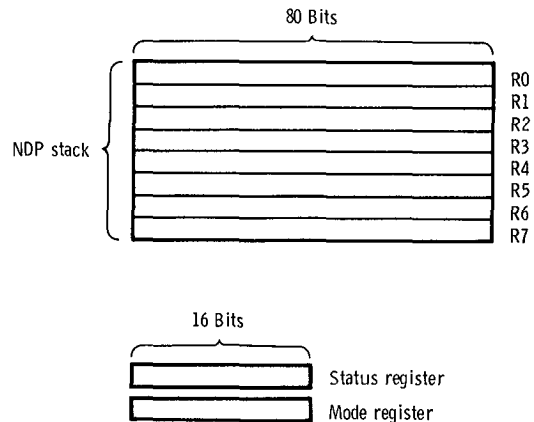 80 Bits
NDP stack
R0
R1
R2
R3
R4
R5
R6
R7
16 Bits
Status register
Mode register